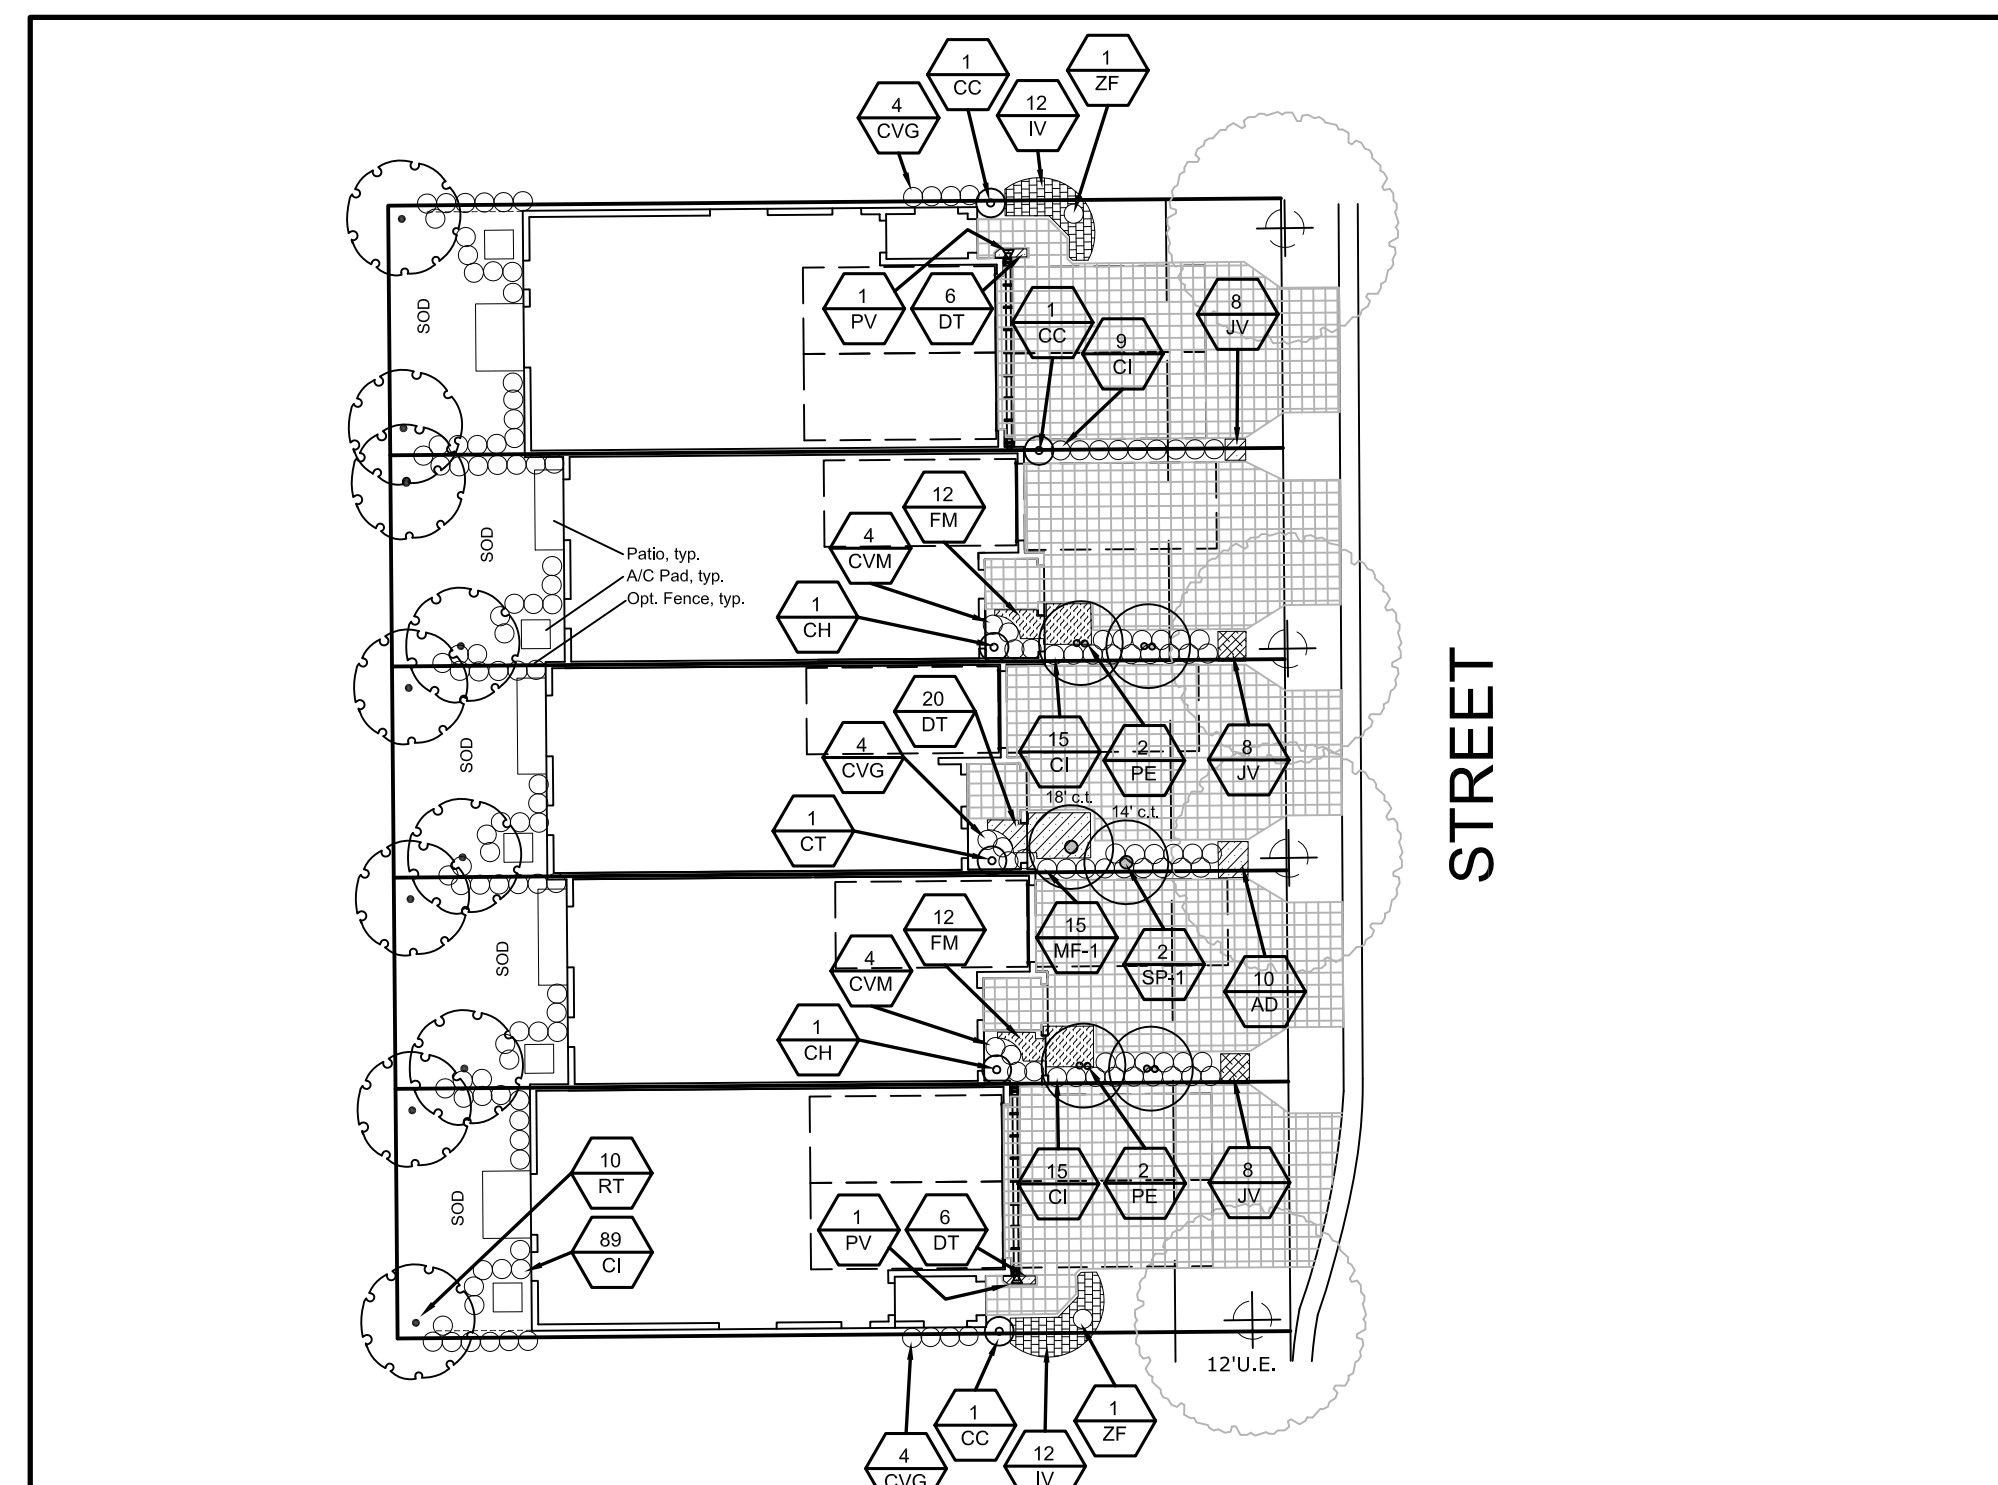 1
CC
1
ZF
4
CVG
12
IV
1
PV
6
DT
1
CC
9
CI
8
JV
SOD
12
FM
4
CVM
1
CH
SOD
Patio, typ.
A/C Pad, typ.
Opt. Fence, typ.
20
DT
4
CVG
1
CT
15
CI
2
PE
8
JV
SOD
18' c.t.
14' c.t.
STREET
12
FM
4
CVM
1
CH
15
MF-1
2
SP-1
10
AD
SOD
10
RT
89
CI
1
PV
6
DT
15
CI
2
PE
8
JV
SOD
12'U.E.
4
CVG
1
CC
12
IV
1
ZF